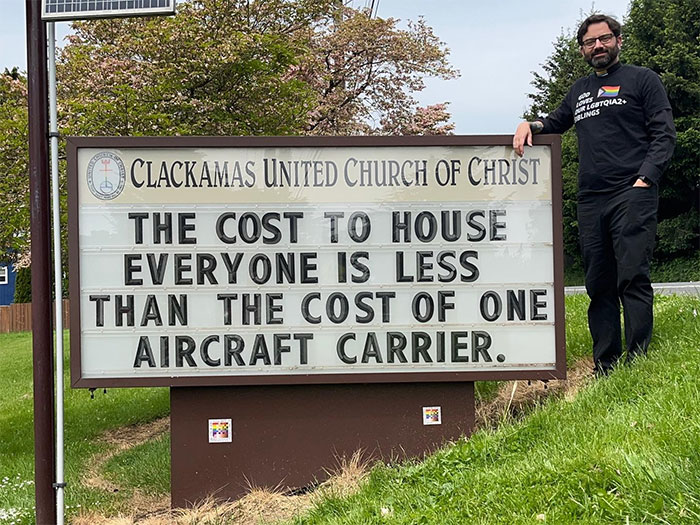 CLACKAMAS UNITED CHURCH OF CHRIST
THE COST TO HOUSE
EVERYONE IS LESS
THAN THE COST OF ONE
AIRCRAFT CARRIER.
GOD
LOVES
OUR LGBTQIA2+
SIBLINGS